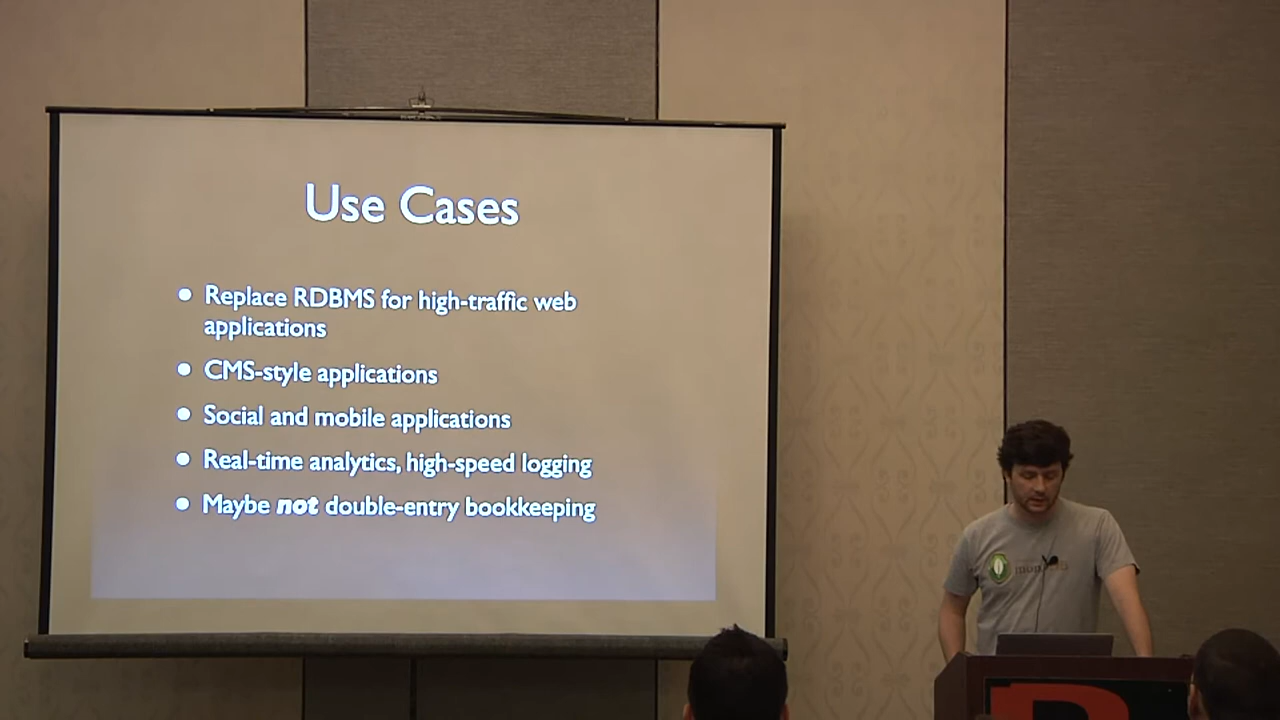 Use Cases
Replace RDBMS for high-traffic web
applications
CMS-style applications
Social and mobile applications
Real-time analytics, high-speed logging
Maybe not double-entry bookkeeping